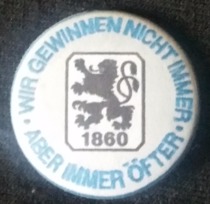 · WIR GEWINNEN NICHT IMMER ·
ABER IMMER ÖFTER
1860